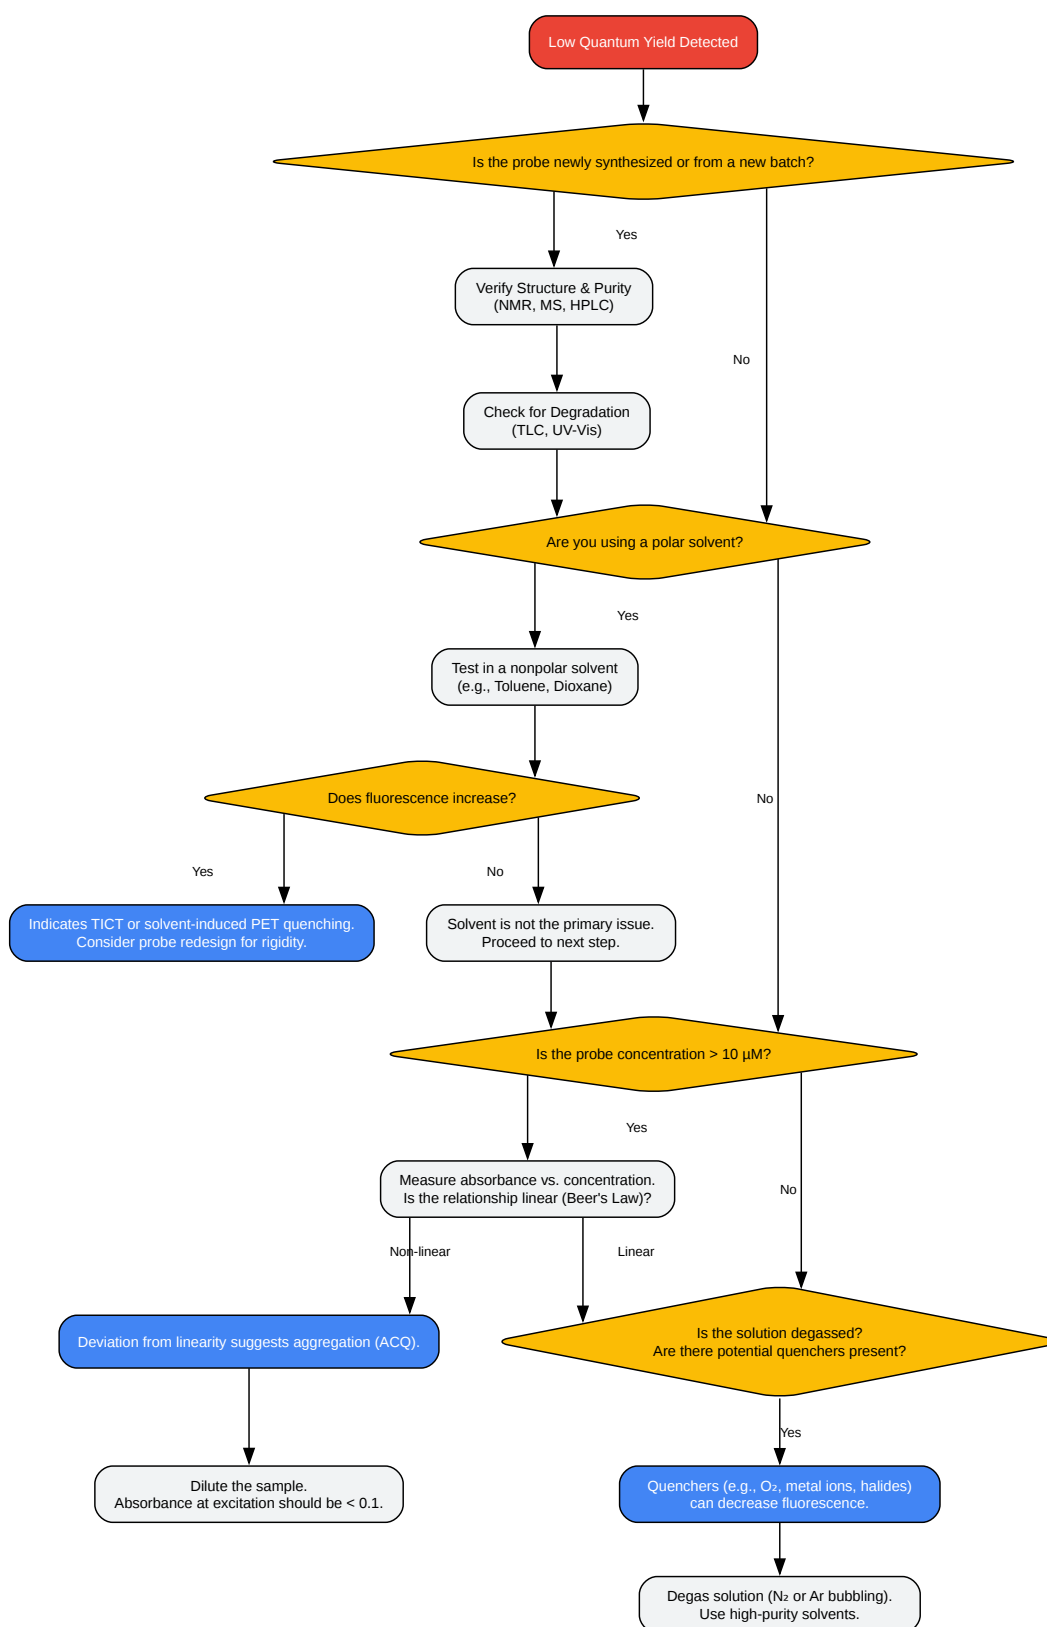 Low Quantum Yield Detected
Is the probe newly synthesized or from a new batch?
Yes
Verify Structure & Purity
(NMR, MS, HPLC)
No
Check for Degradation
(TLC, UV-Vis)
Are you using a polar solvent?
Yes
Test in a nonpolar solvent
(e.g., Toluene, Dioxane)
Does fluorescence increase?
No
Yes
No
Indicates TICT or solvent-induced PET quenching.
Consider probe redesign for rigidity.
Solvent is not the primary issue.
Proceed to next step.
Is the probe concentration > 10 µM?
Yes
Measure absorbance vs. concentration.
Is the relationship linear (Beer's Law)?
No
Non-linear
Linear
Deviation from linearity suggests aggregation (ACQ).
Is the solution degassed?
Are there potential quenchers present?
Yes
Dilute the sample.
Absorbance at excitation should be < 0.1.
Quenchers (e.g., O₂, metal ions, halides)
can decrease fluorescence.
Degas solution (N₂ or Ar bubbling).
Use high-purity solvents.